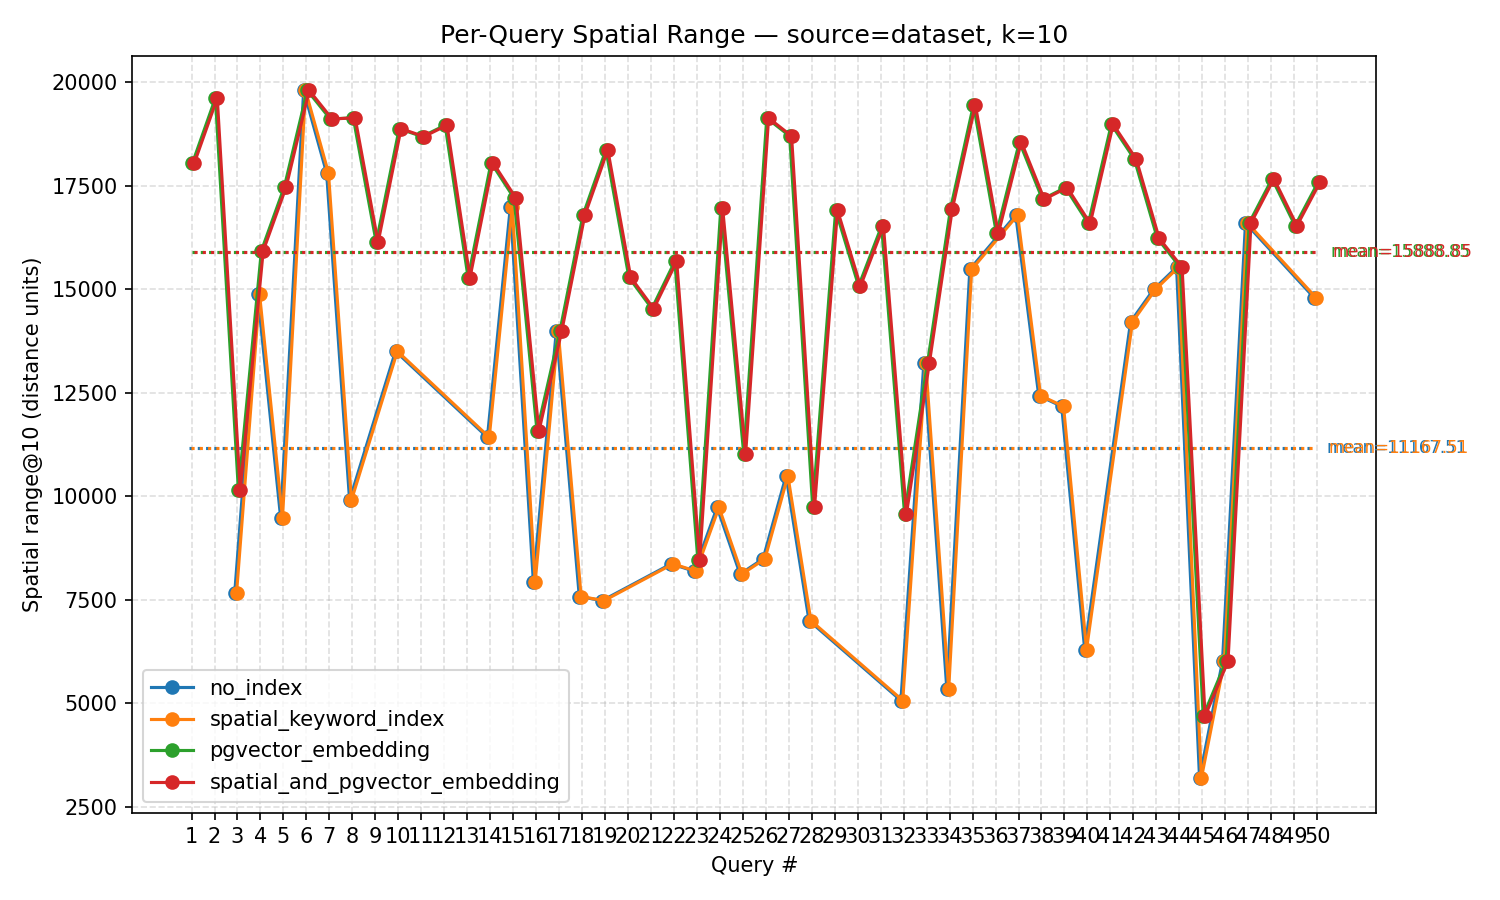 Per-Query Spatial Range — source=dataset, k=10
20000
17500
15000
12500
10000
7500
5000
2500
Spatial range@10 (distance units)
mean=15888.85
mean=11167.51
no_index
spatial_keyword_index
pgvector_embedding
spatial_and_pgvector_embedding
1 2 3 4 5 6 7 8 9 10 11 12 13 14 15 16 17 18 19 20 21 22 23 24 25 26 27 28 29 30 31 32 33 34 35 36 37 38 39 40 41 42 43 44 45 46 47 48 49 50
Query #